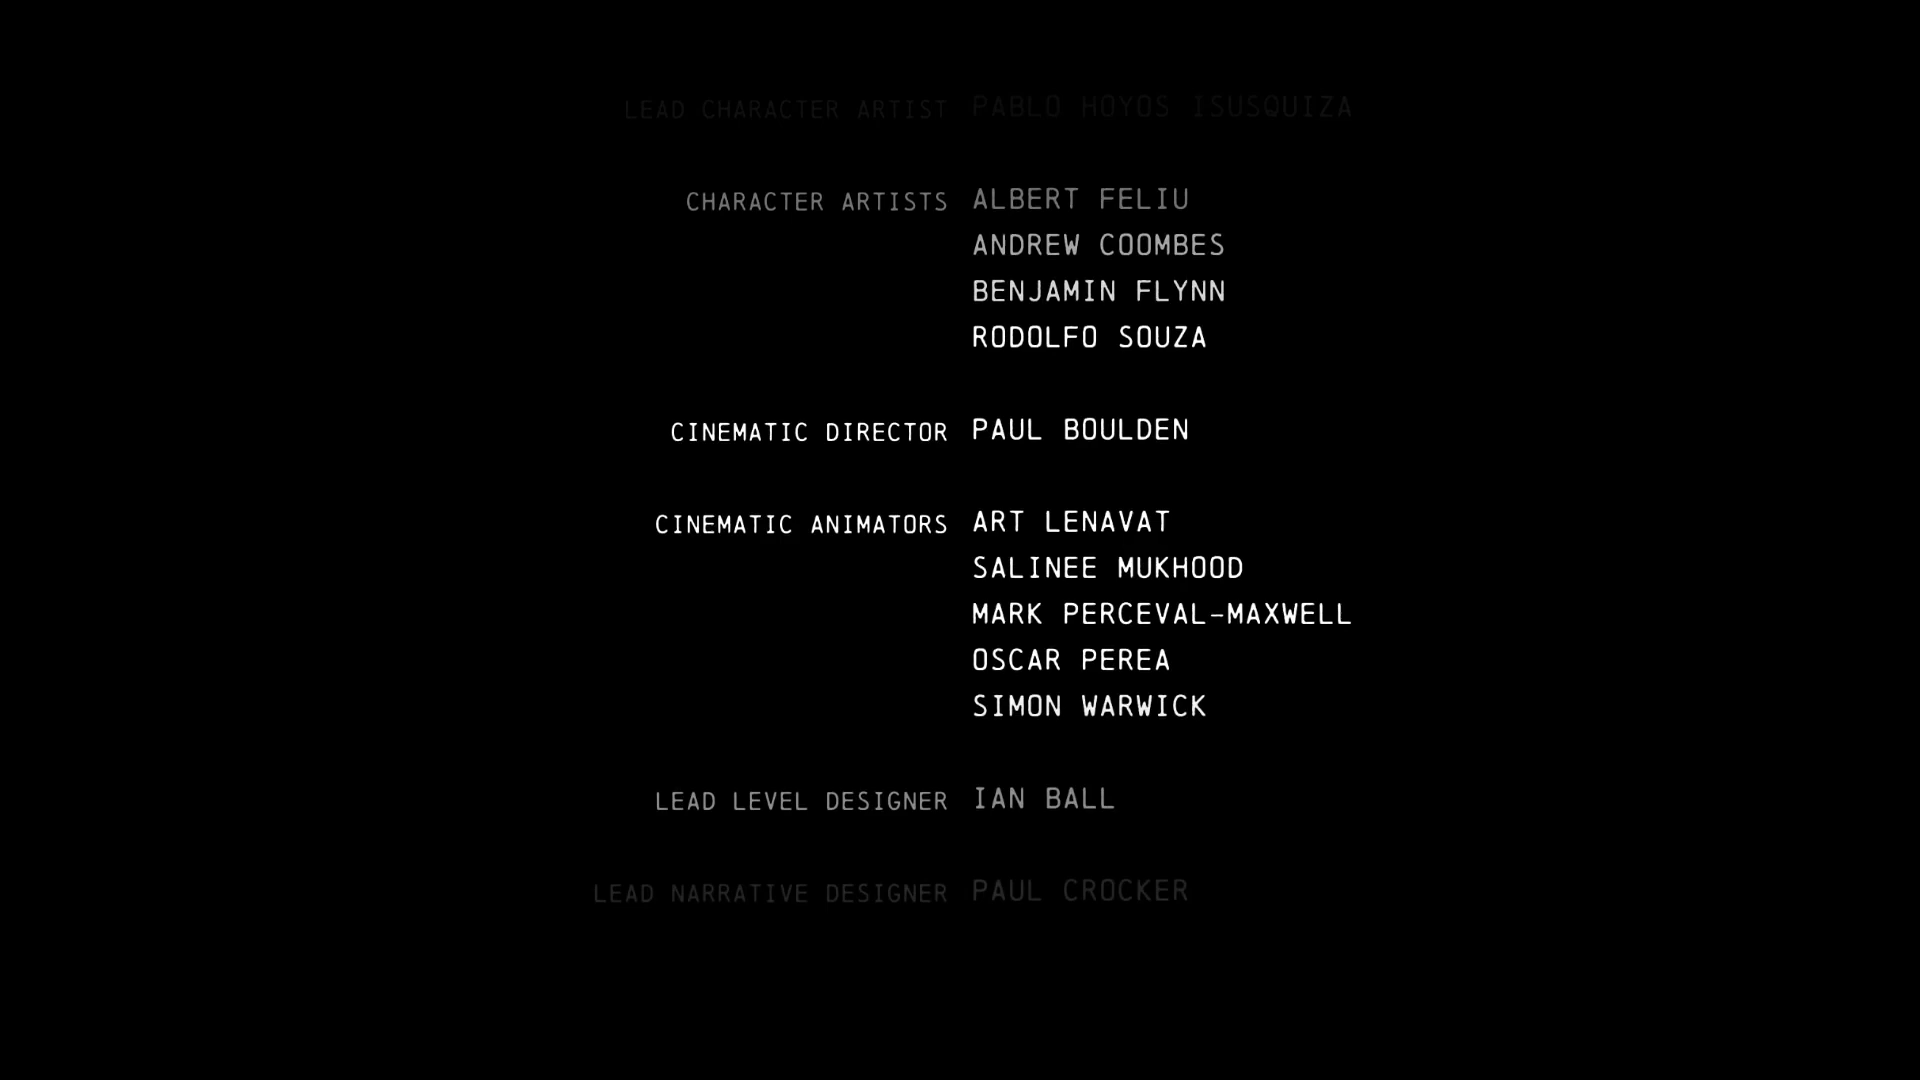 LEAD CHARACTER ARTIST PABLO HOYOS ISUSQUIZA
CHARACTER ARTISTS ALBERT FELIU
ANDREW COOMBES
BENJAMIN FLYNN
RODOLFO SOUZA
CINEMATIC DIRECTOR PAUL BOULDEN
CINEMATIC ANIMATORS ART LENAVAT
SALINEE MUKHOOD
MARK PERCEVAL-MAXWELL
OSCAR PEREA
SIMON WARWICK
LEAD LEVEL DESIGNER IAN BALL
LEAD NARRATIVE DESIGNER PAUL CROCKER